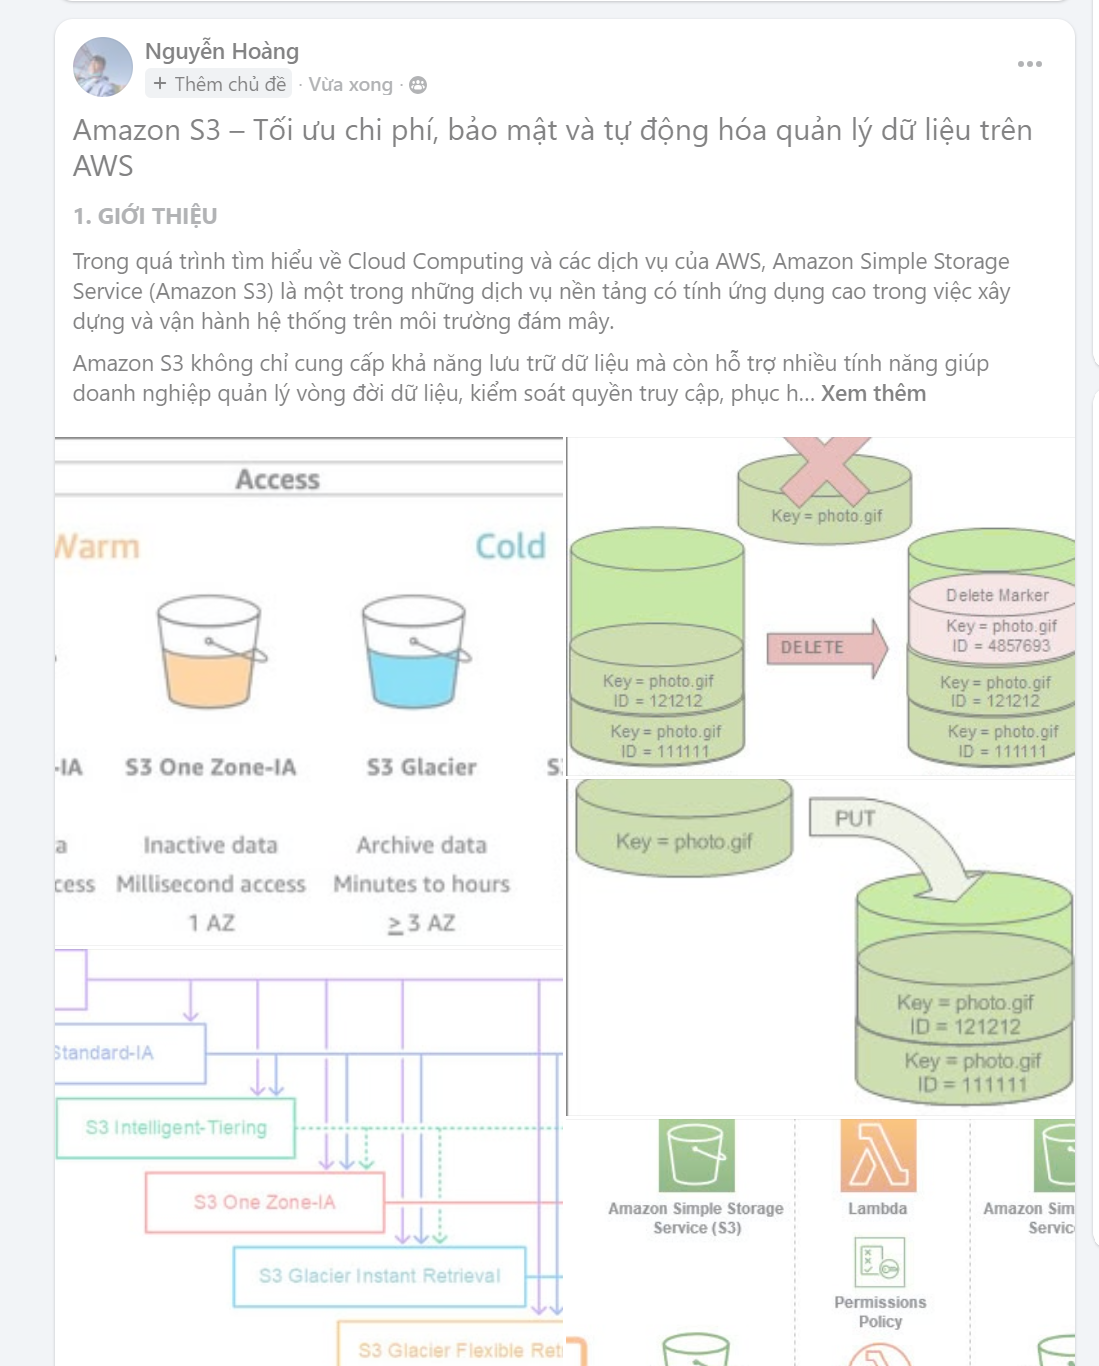 Nguyễn Hoàng
+ Thêm chủ đề · Vừa xong ·
Amazon S3 – Tối ưu chi phí, bảo mật và tự động hóa quản lý dữ liệu trên
AWS
1. GIỚI THIỆU
Trong quá trình tìm hiểu về Cloud Computing và các dịch vụ của AWS, Amazon Simple Storage
Service (Amazon S3) là một trong những dịch vụ nền tảng có tính ứng dụng cao trong việc xây
dựng và vận hành hệ thống trên môi trường đám mây.
Amazon S3 không chỉ cung cấp khả năng lưu trữ dữ liệu mà còn hỗ trợ nhiều tính năng giúp
doanh nghiệp quản lý vòng đời dữ liệu, kiểm soát quyền truy cập, phục h... Xem thêm
Access
Warm
Cold
-IA
S3 One Zone-IA
S3 Glacier
Inactive data
Archive data
Millisecond access
Minutes to hours
1 AZ
≥ 3 AZ
Key = photo.gif
Key = photo.gif
ID = 121212
Key = photo.gif
ID = 111111
DELETE
Delete Marker
Key = photo.gif
ID = 4857693
Key = photo.gif
ID = 121212
Key = photo.gif
ID = 111111
Key = photo.gif
PUT
Key = photo.gif
ID = 121212
Key = photo.gif
ID = 111111
Standard-IA
S3 Intelligent-Tiering
S3 One Zone-IA
S3 Glacier Instant Retrieval
S3 Glacier Flexible Ret
Amazon Simple Storage
Service (S3)
Lambda
Permissions
Policy
Amazon Sim
Servic